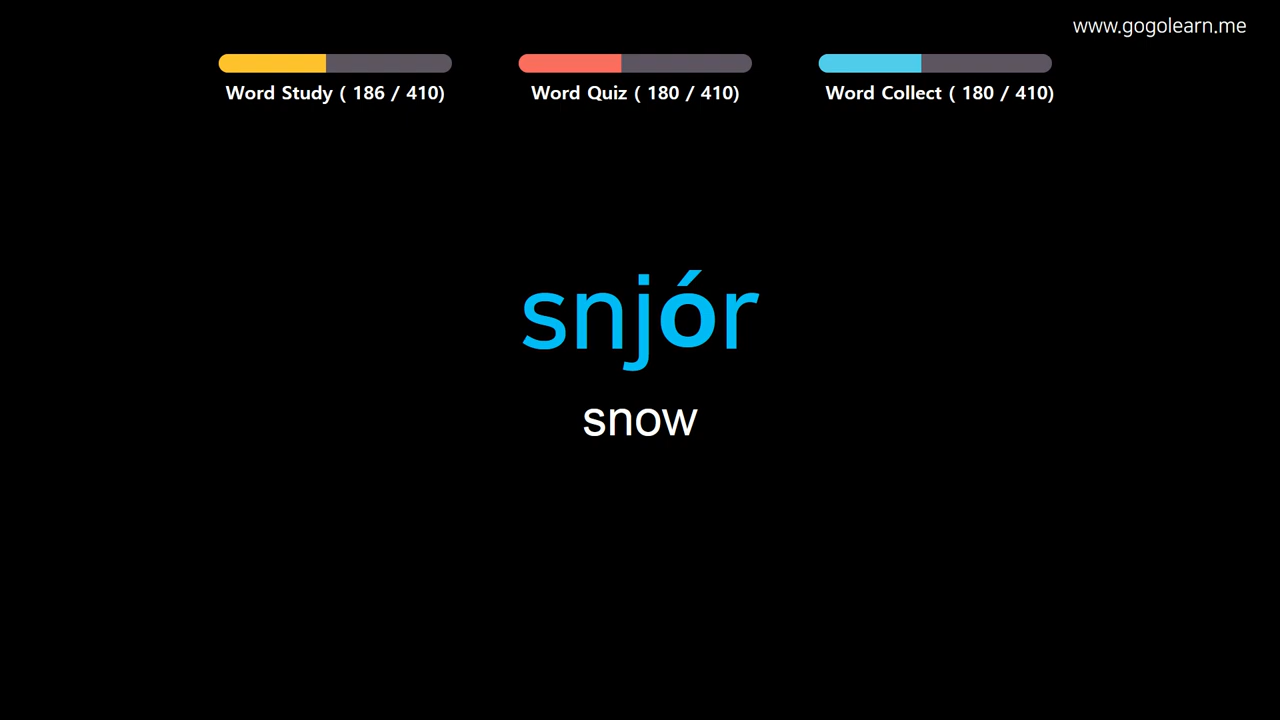 www.gogolearn.me
Word Study ( 186 / 410)
Word Quiz ( 180 / 410)
Word Collect ( 180 / 410)
snjór
snow